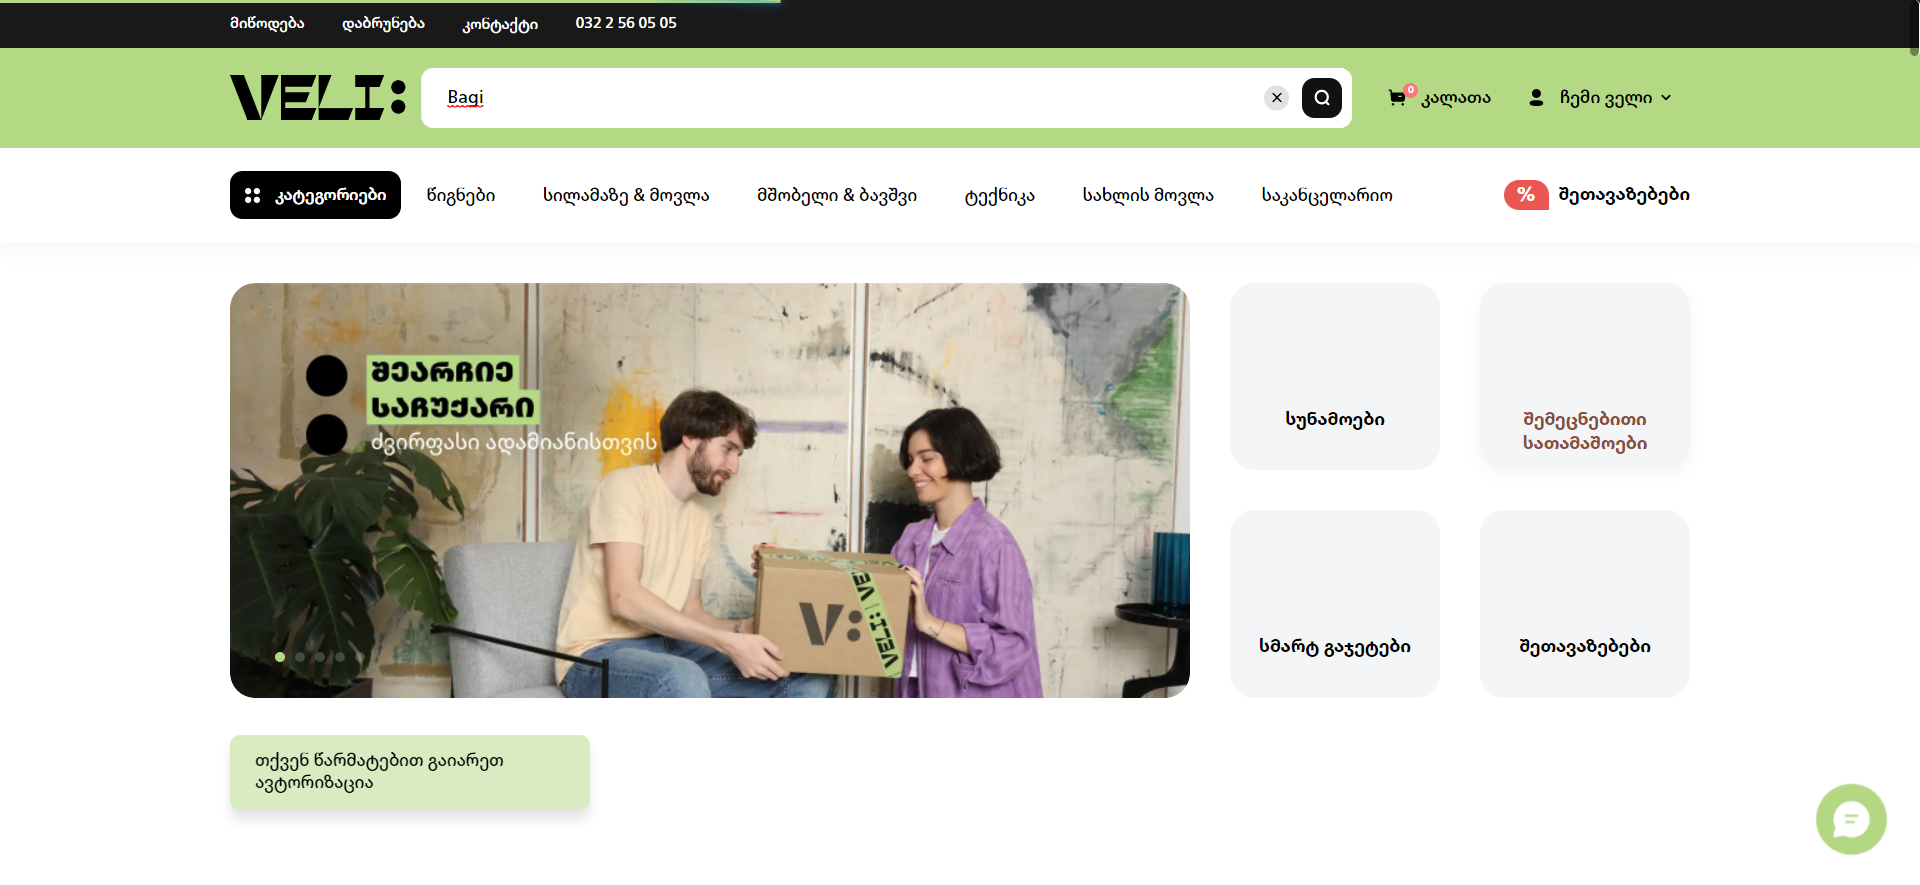 მიწოდება
დაბრუნება
კონტაქტი
032 2 56 05 05
VELI:
Bagi
0
კალათა
ჩემი ველი
კატეგორიები
წიგნები
სილამაზე & მოვლა
მშობელი & ბავშვი
ტექნიკა
სახლის მოვლა
საკანცელარიო
%
შეთავაზებები
შეარჩიე
საჩუქარი
ძვირფასი ადამიანისთვის
V:
VELI:
VE
სუნამოები
შემეცნებითი
სათამაშოები
სმარტ გაჯეტები
შეთავაზებები
თქვენ წარმატებით გაიარეთ
ავტორიზაცია